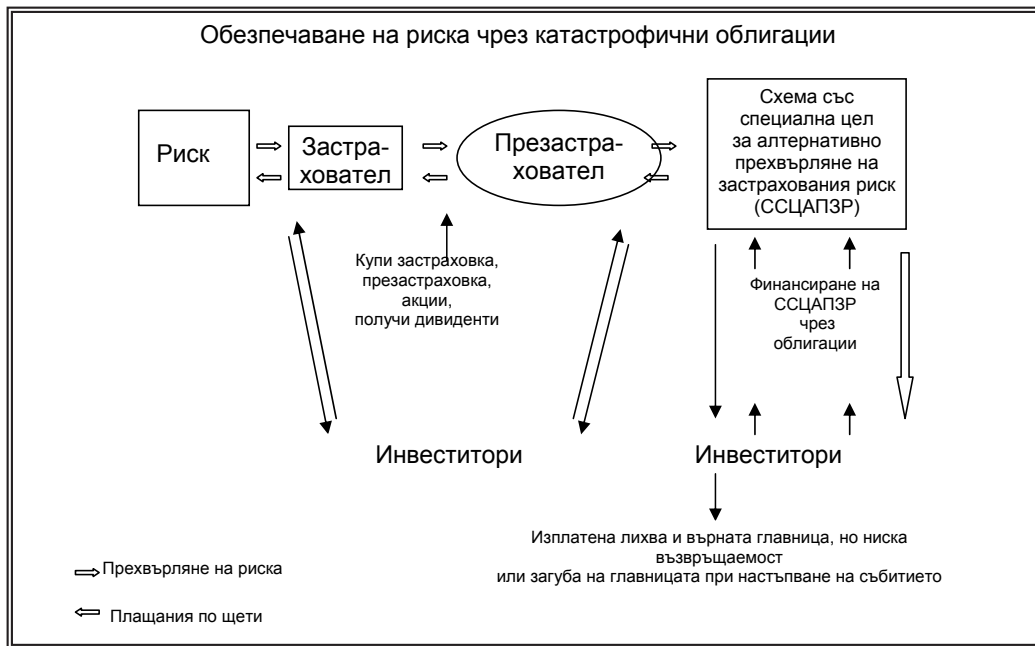 Обезпечаване на риска чрез катастрофични облигации
Риск
Застра-
ховател
Презастра-
ховател
Схема със
специална цел
за алтернативно
прехвърляне на
застрахования риск
(ССЦАПЗР)
Купи застраховка,
презастраховка,
акции,
получи дивиденти
Финансиране на
ССЦАПЗР
чрез
облигации
Инвеститори
Инвеститори
Изплатена лихва и върната главница, но ниска
възвръщаемост
или загуба на главницата при настъпване на събитието
Прехвърляне на риска
Плащания по щети